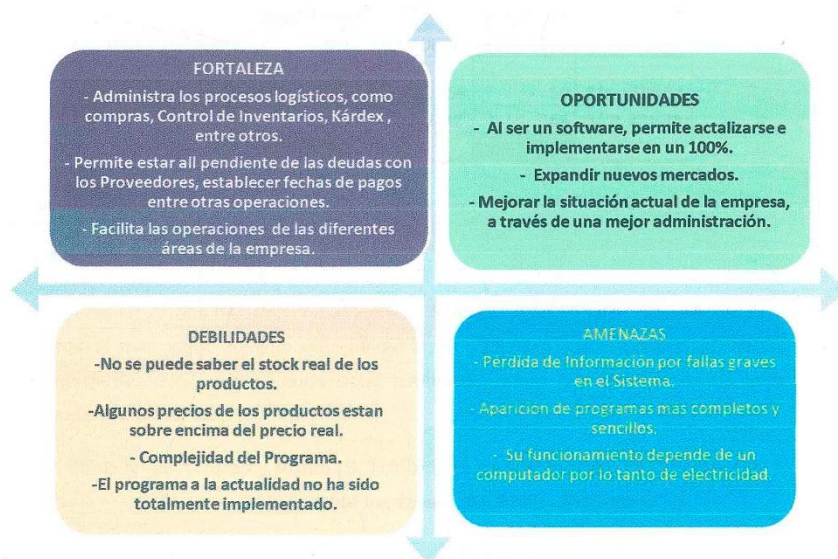 FORTALEZA
- Administra los procesos logísticos, como
compras, Control de Inventarios, Kárdex ,
entre otros.
- Permite estar all pendiente de las deudas con
los Proveedores, establecer fechas de pagos
entre otras operaciones.
- Facilita las operaciones de las diferentes
áreas de la empresa.
OPORTUNIDADES
- Al ser un software, permite actalizarse e
implementarse en un 100%.
- Expandir nuevos mercados.
- Mejorar la situación actual de la empresa,
a través de una mejor administración.
DEBILIDADES
-No se puede saber el stock real de los
productos.
-Algunos precios de los productos estan
sobre encima del precio real.
- Complejidad del Programa.
-El programa a la actualidad no ha sido
totalmente implementado.
AMENAZAS
- Pérdida de Información por fallas graves
en el Sistema.
- Aparición de programas mas completos y
sencillos.
- Su funcionamiento depende de un
computador por lo tanto de electricidad.